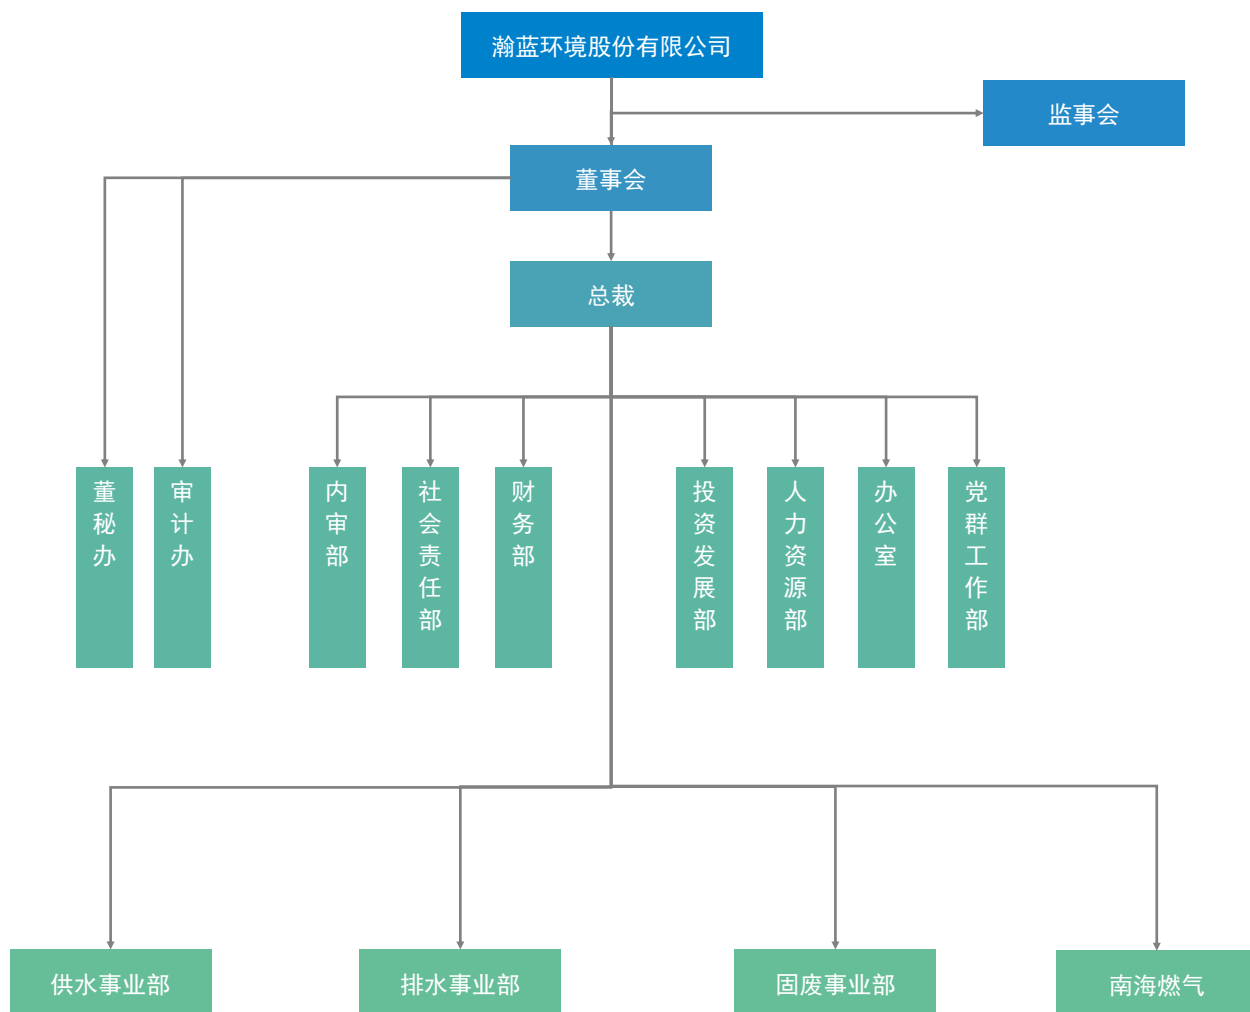 瀚蓝环境股份有限公司
监事会
董事会
总裁
董秘办
审计办
内审部
社会责任部
财务部
投资发展部
人力资源部
办公室
党群工作部
供水事业部
排水事业部
固废事业部
南海燃气